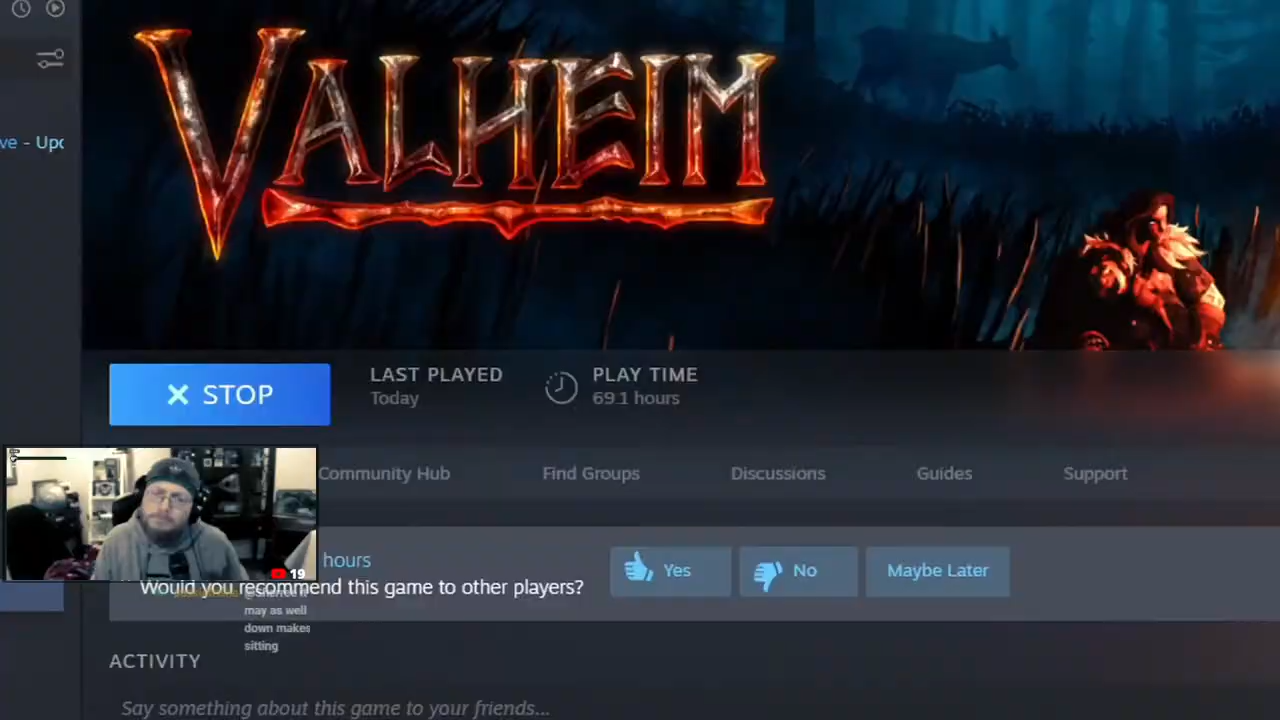 ve - Upd
VALHEIM
STOP
LAST PLAYED
Today
PLAY TIME
69.1 hours
Community Hub
Find Groups
Discussions
Guides
Support
hours
Would you recommend this game to other players?
Yes
No
Maybe Later
19
may as well
down makes
sitting
ACTIVITY
Say something about this game to your friends...